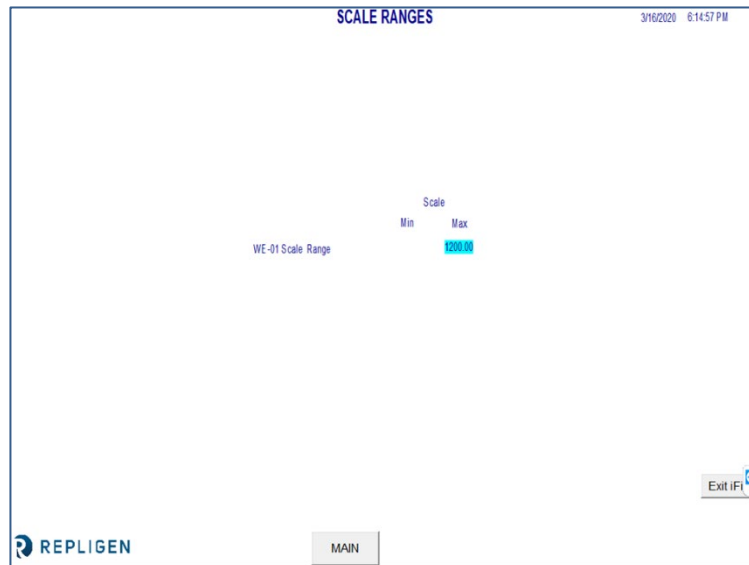 SCALE RANGES
3/16/2020 6:14:57 PM
Scale
Min Max
WE-01 Scale Range 1200.00
Exit iFi
REPLIGEN
MAIN